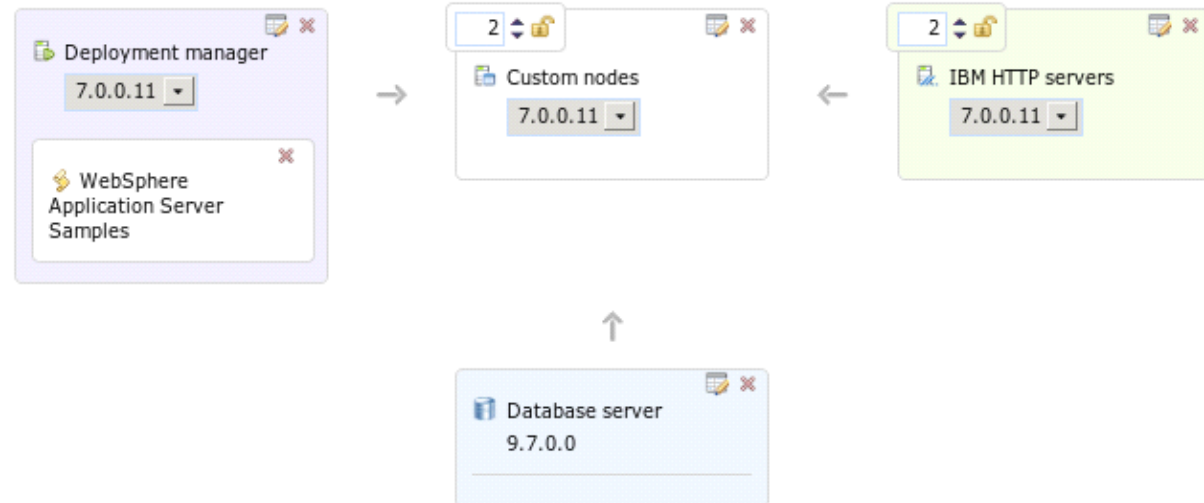 Deployment manager
7.0.0.11
WebSphere
Application Server
Samples
2
Custom nodes
7.0.0.11
2
IBM HTTP servers
7.0.0.11
Database server
9.7.0.0